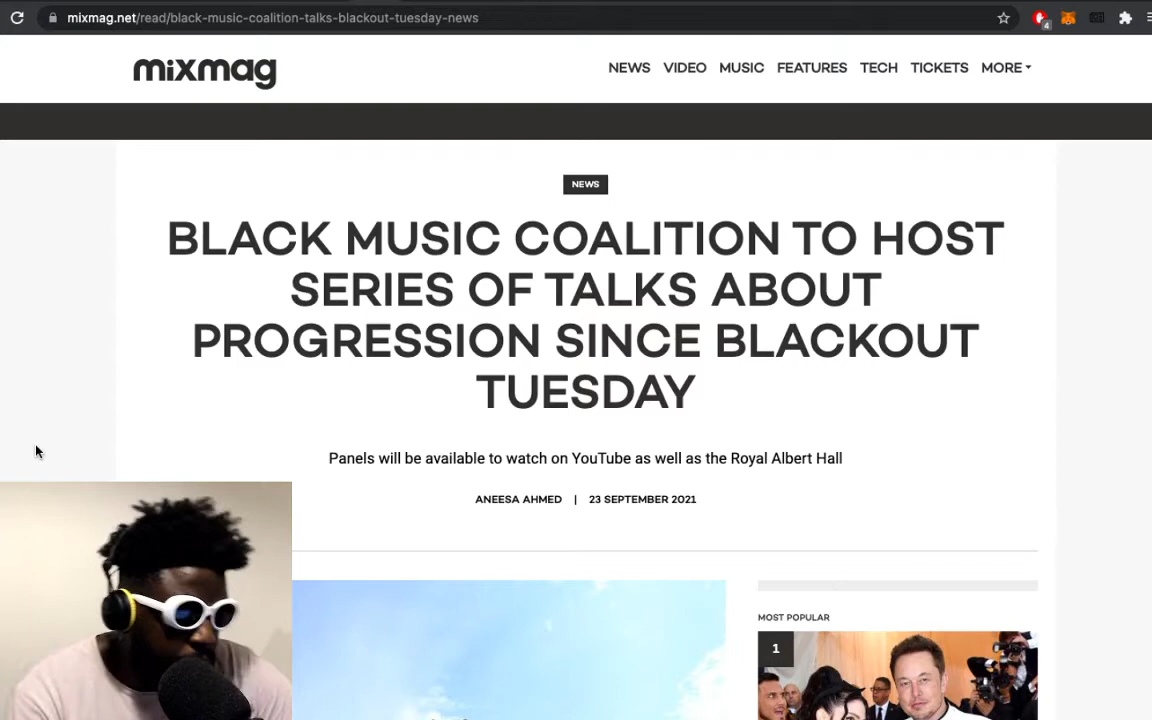 mixmag.net/read/black-music-coalition-talks-blackout-tuesday-news
4
mixmag
NEWS VIDEO MUSIC FEATURES TECH TICKETS MORE
NEWS
BLACK MUSIC COALITION TO HOST
SERIES OF TALKS ABOUT
PROGRESSION SINCE BLACKOUT
TUESDAY
Panels will be available to watch on YouTube as well as the Royal Albert Hall
ANEESA AHMED | 23 SEPTEMBER 2021
MOST POPULAR
1